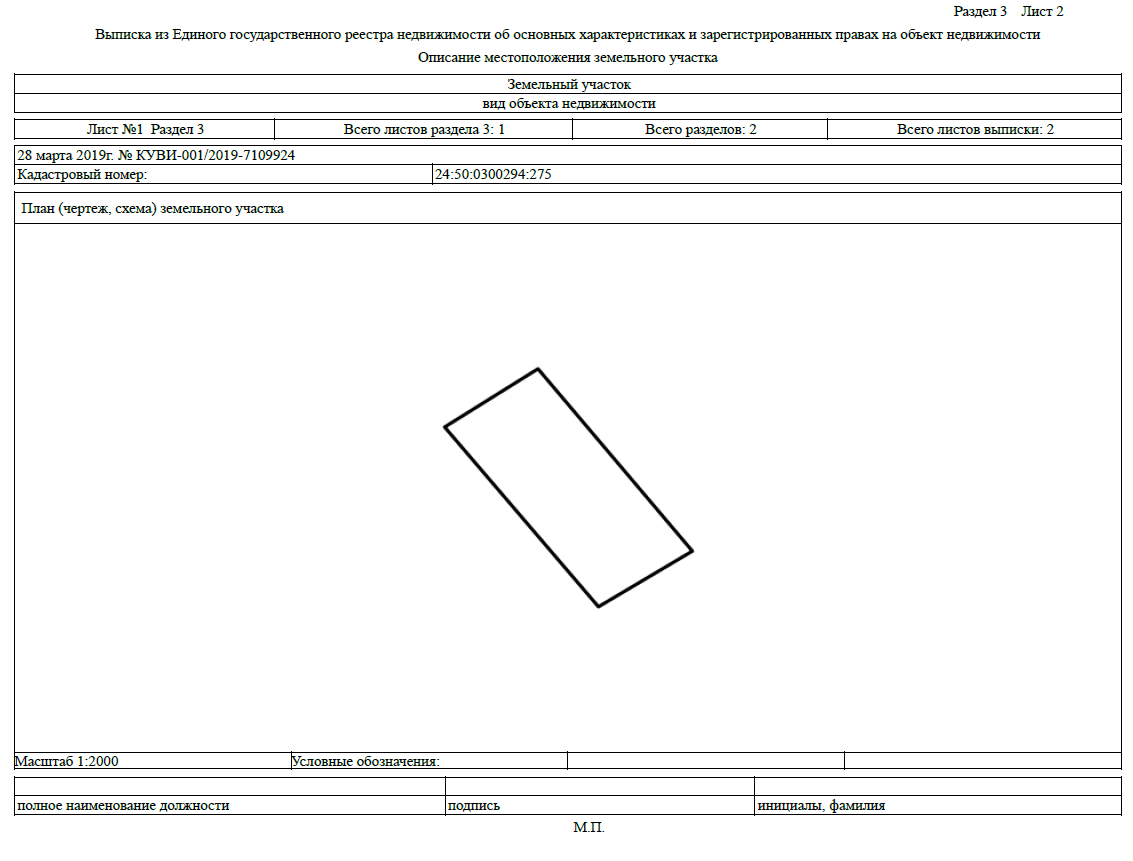 Раздел 3 Лист 2
Выписка из Единого государственного реестра недвижимости об основных характеристиках и зарегистрированных правах на объект недвижимости
Описание местоположения земельного участка
Земельный участок
вид объекта недвижимости
Лист №1 Раздел 3 Всего листов раздела 3: 1 Всего разделов: 2 Всего листов выписки: 2
28 марта 2019г. № КУВИ-001/2019-7109924
Кадастровый номер: 24:50:0300294:275
План (чертеж, схема) земельного участка
Масштаб 1:2000 Условные обозначения:
полное наименование должности подпись инициалы, фамилия
М.П.